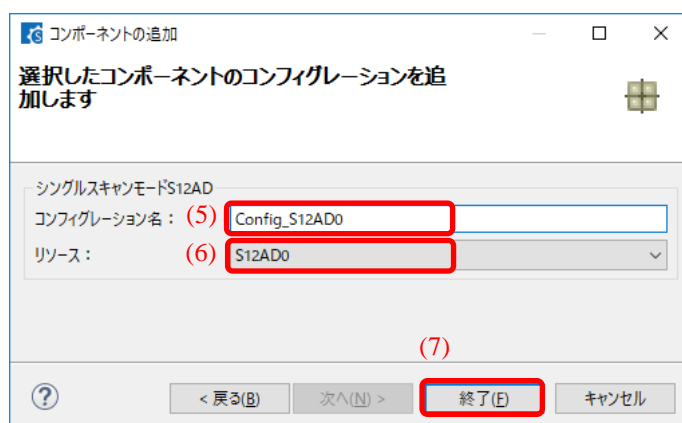 コンポーネントの追加
選択したコンポーネントのコンフィグレーションを追
加します
シングルスキャンモードS12AD
コンフィグレーション名： (5) Config_S12AD0
リソース： (6) S12AD0
(7)
< 戻る(B) 次へ(N) > 終了(F) キャンセル